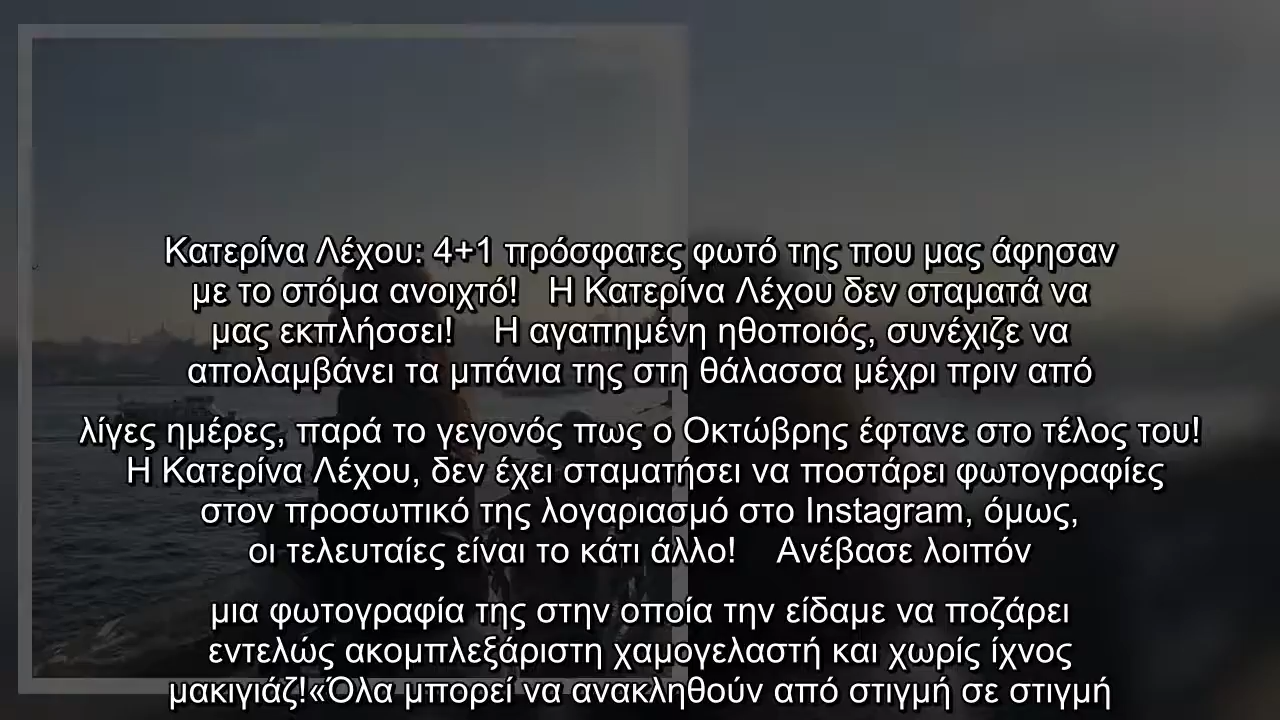 Κατερίνα Λέχου: 4+1 πρόσφατες φωτό της που μας άφησαν
με το στόμα ανοιχτό!   Η Κατερίνα Λέχου δεν σταματά να
μας εκπλήσσει!    Η αγαπημένη ηθοποιός, συνέχιζε να
απολαμβάνει τα μπάνια της στη θάλασσα μέχρι πριν από
λίγες ημέρες, παρά το γεγονός πως ο Οκτώβρης έφτανε στο τέλος του!
Η Κατερίνα Λέχου, δεν έχει σταματήσει να ποστάρει φωτογραφίες
στον προσωπικό της λογαριασμό στο Instagram, όμως,
οι τελευταίες είναι το κάτι άλλο!    Ανέβασε λοιπόν
μια φωτογραφία της στην οποία την είδαμε να ποζάρει
εντελώς ακομπλεξάριστη χαμογελαστή και χωρίς ίχνος
μακιγιάζ!«Όλα μπορεί να ανακληθούν από στιγμή σε στιγμή